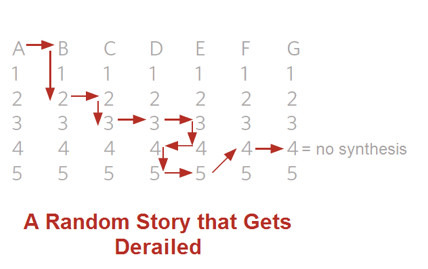 A B C D E F G
1 1 1 1 1 1 1
2 2 2 2 2 2 2
3 3 3 3 3 3 3
4 4 4 4 4 4 4 = no synthesis
5 5 5 5 5 5 5
A Random Story that Gets
Derailed